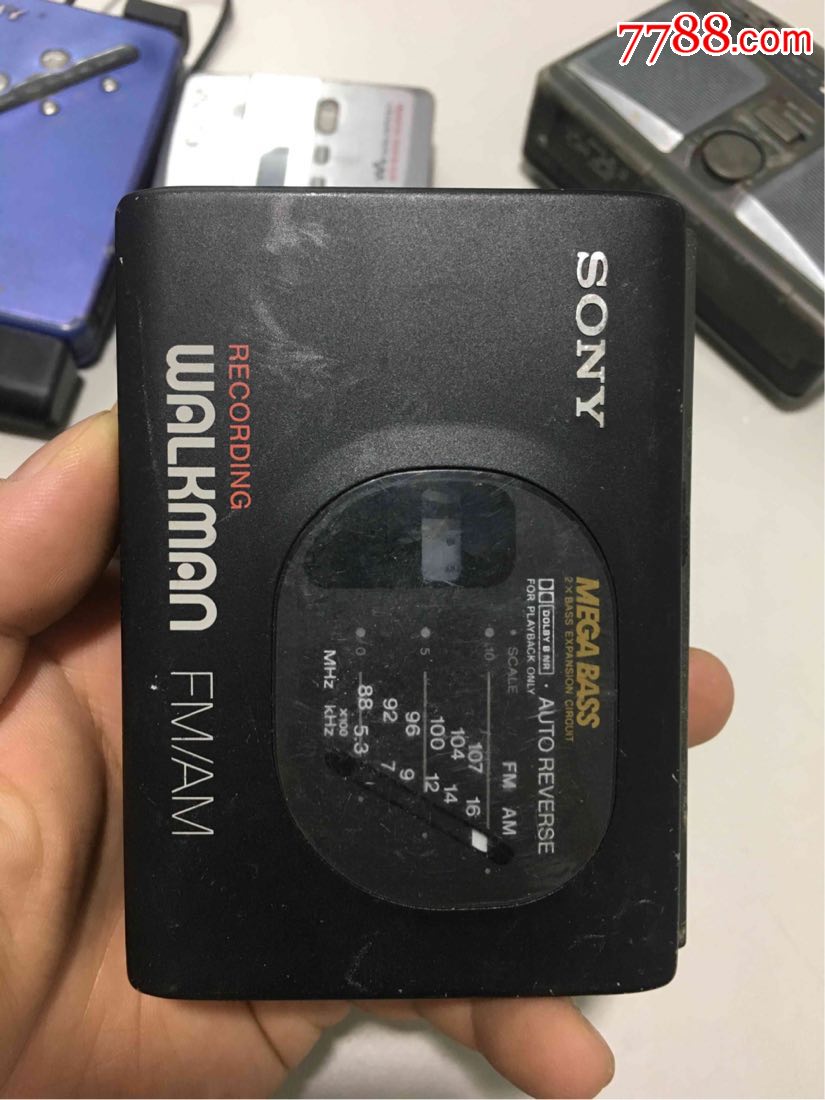 7788.com
SONY
MEGA BASS
2 X BASS EXPANSION CIRCUIT
DOLBY B NR · AUTO REVERSE
FOR PLAYBACK ONLY
SCALE FM AM
10 107 16
104 14
5 100 12
96 9
92 7
0 88 5.3
X100
MHz kHz
RECORDING
WALKMAN FM/AM